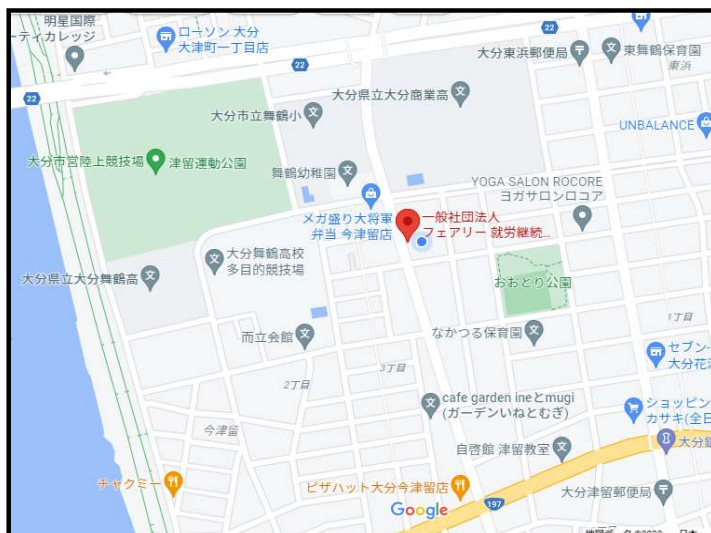 明星国際
ーティカレッジ
ローソン 大分
大津町一丁目店
22
大分東浜郵便局
東舞鶴保育園
東浜
22
22
大分県立大分商業高
大分市立舞鶴小
UNBALANCE
大分市営陸上競技場
津留運動公園
舞鶴幼稚園
YOGA SALON ROCORE
ヨガサロンロコア
メガ盛り大将軍
弁当 今津留店
一般社団法人
フェアリー 就労継続...
大分舞鶴高校
多目的競技場
大分県立大分舞鶴高
おおとり公園
1丁目
而立会館
なかつる保育園
セブン-
大分花
3丁目
2丁目
cafe garden ineとmugi
(ガーデンいねとむぎ)
ショッピン
カサキ(全日
今津留
自啓館 津留教室
大分
チャクミー
ピザハット大分今津留店
197
大分津留郵便局
Google